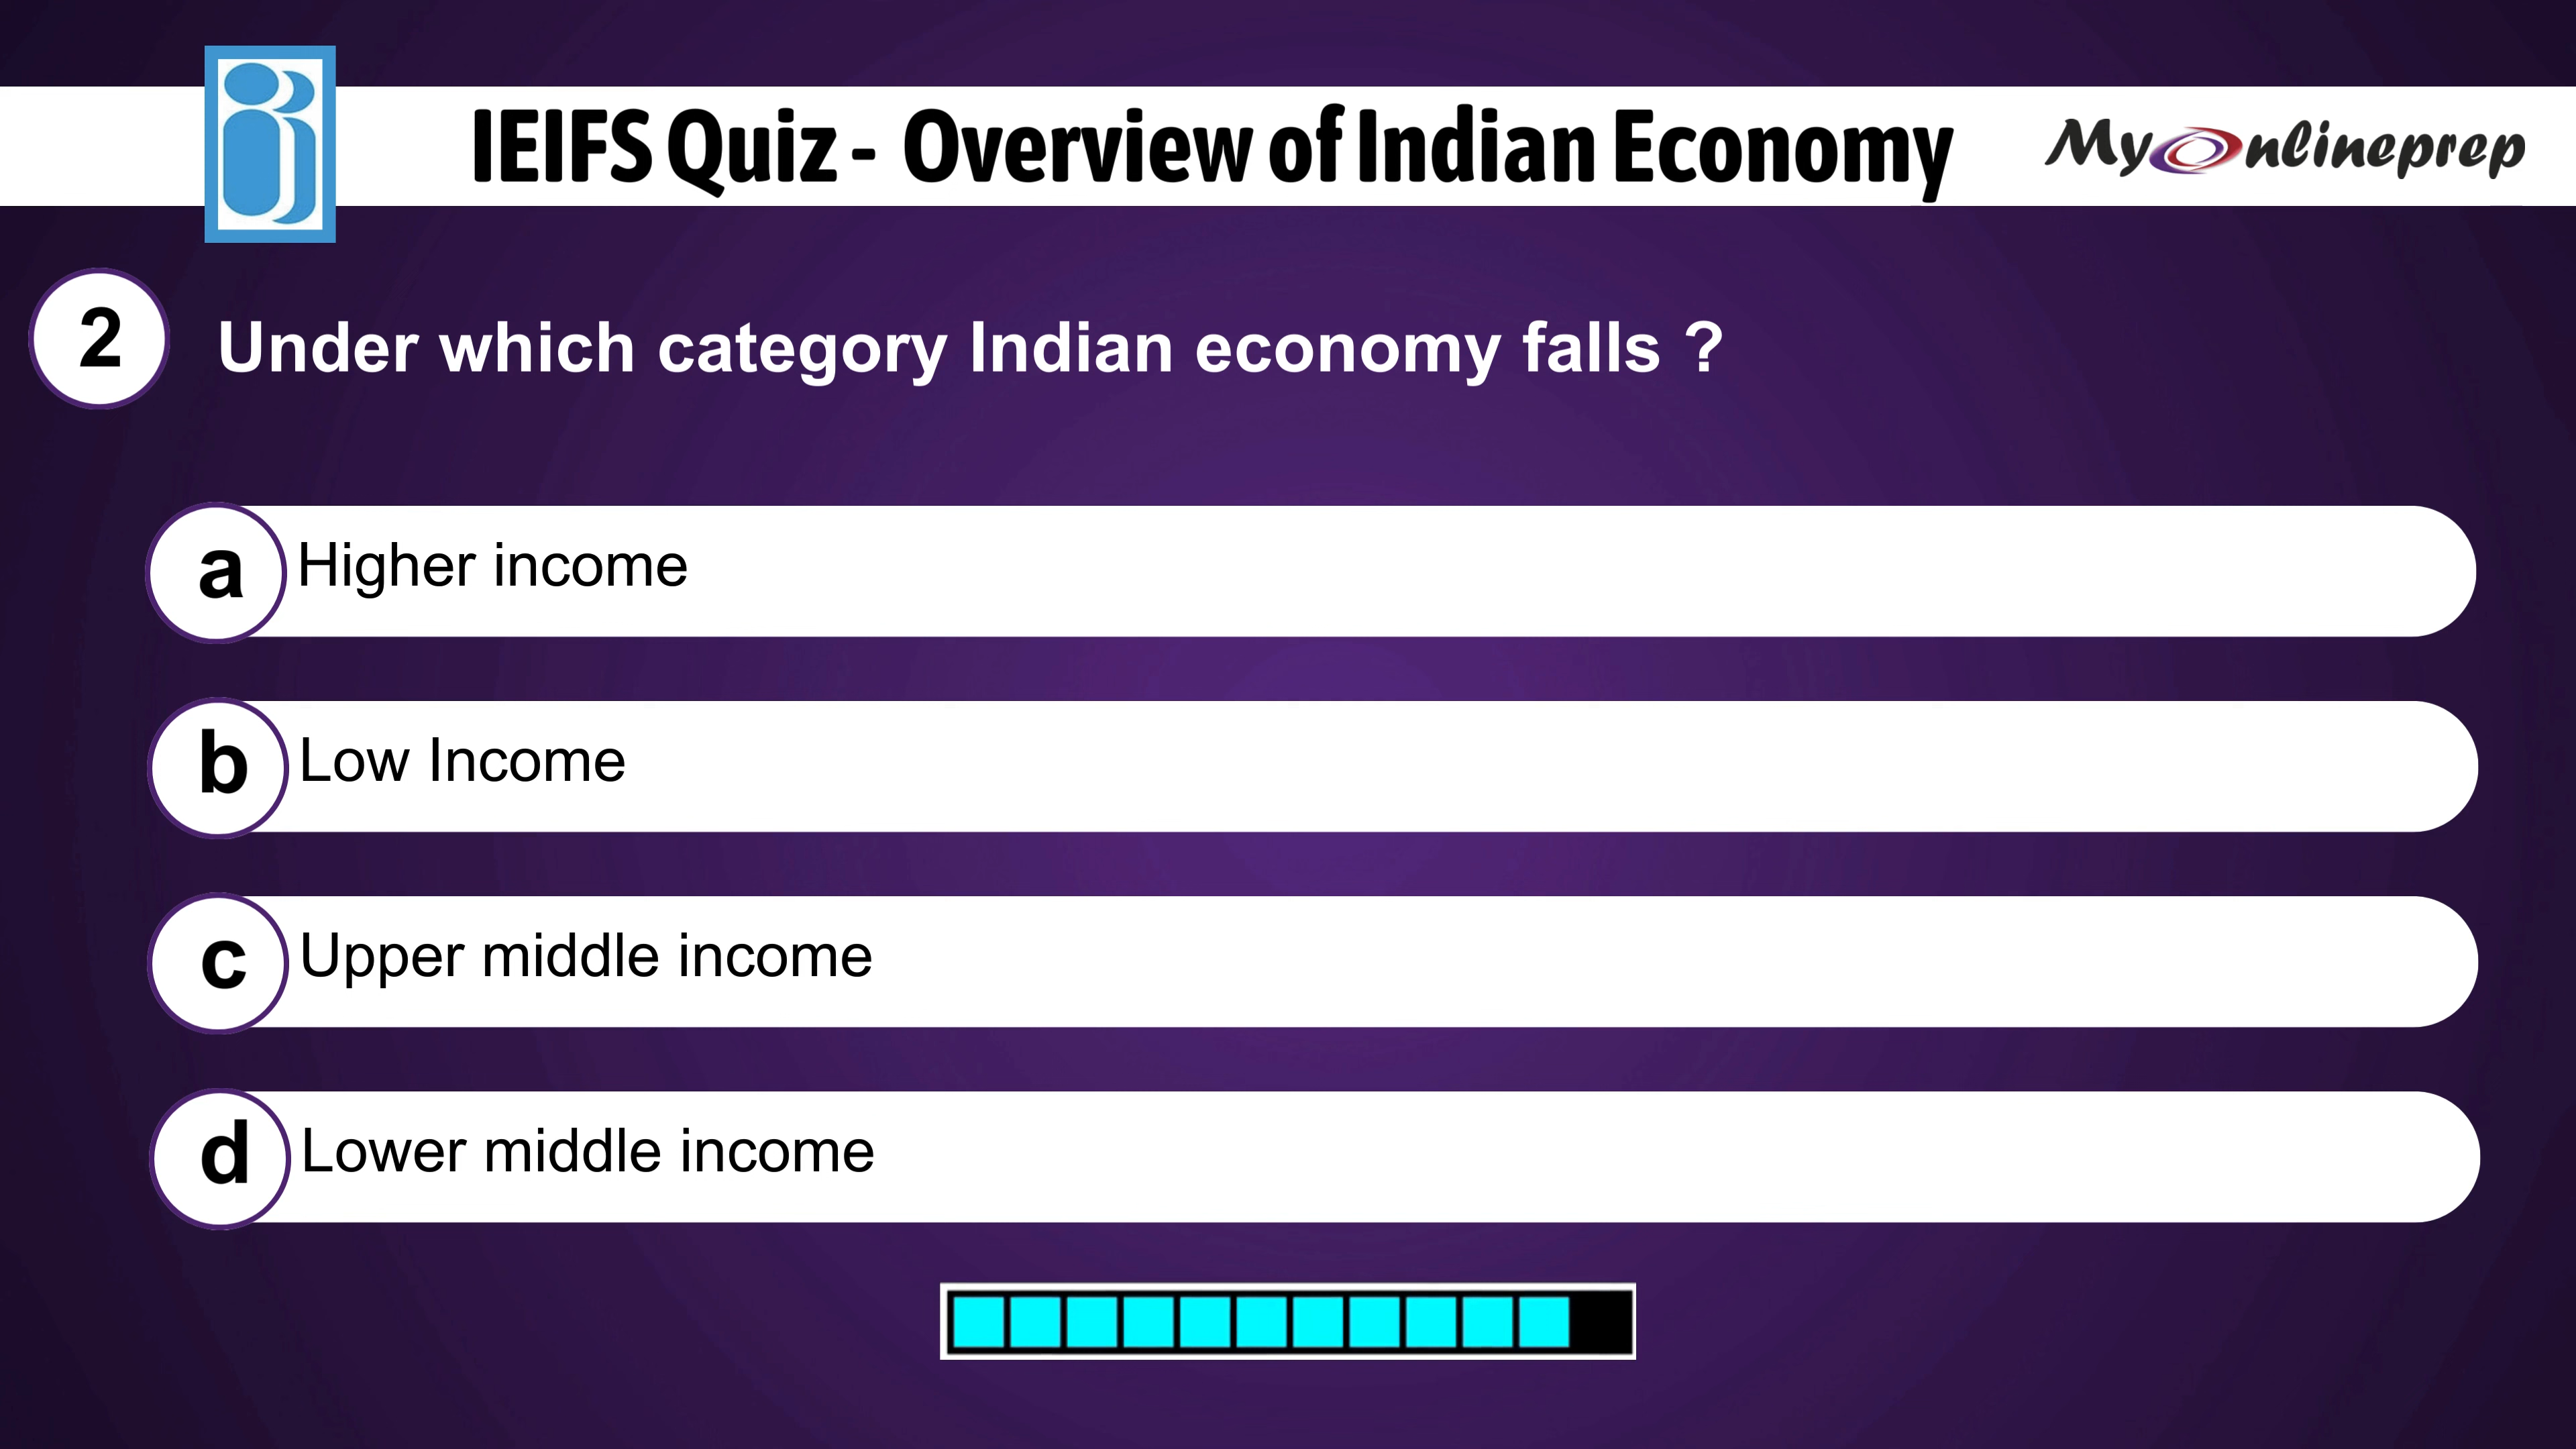 IEIFS Quiz - Overview of Indian Economy
MyOnlineprep
2
Under which category Indian economy falls ?
a Higher income
b Low Income
c Upper middle income
d Lower middle income